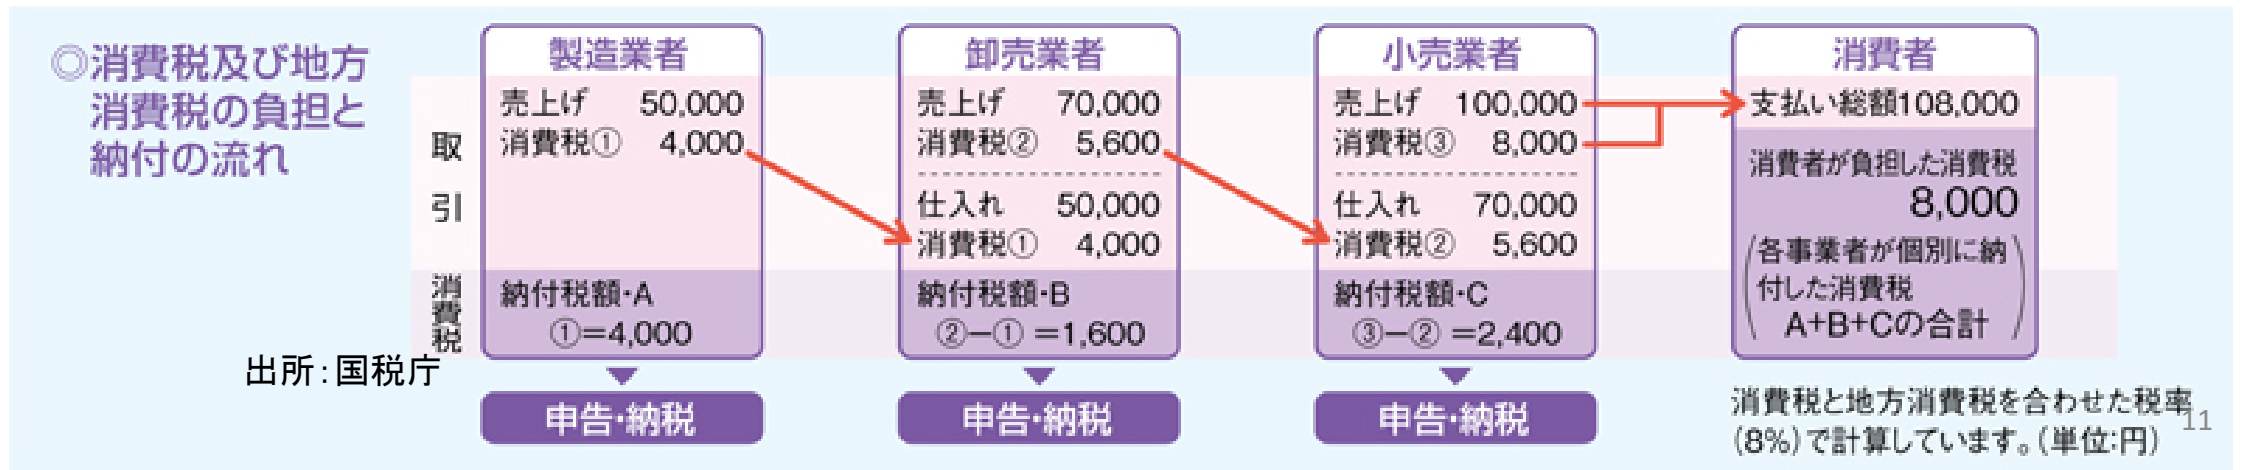 ◎消費税及び地方
消費税の負担と
納付の流れ
出所：国税庁
取引
消費税
製造業者
売上げ 50,000
消費税① 4,000
納付税額・A
①＝4,000
申告・納税
卸売業者
売上げ 70,000
消費税② 5,600
仕入れ 50,000
消費税① 4,000
納付税額・B
②－① ＝1,600
申告・納税
小売業者
売上げ 100,000
消費税③ 8,000
仕入れ 70,000
消費税② 5,600
納付税額・C
③－② ＝2,400
申告・納税
消費者
支払い総額108,000
消費者が負担した消費税
8,000
(各事業者が個別に納
付した消費税
A+B+Cの合計)
消費税と地方消費税を合わせた税率
(8%)で計算しています。(単位:円)
11